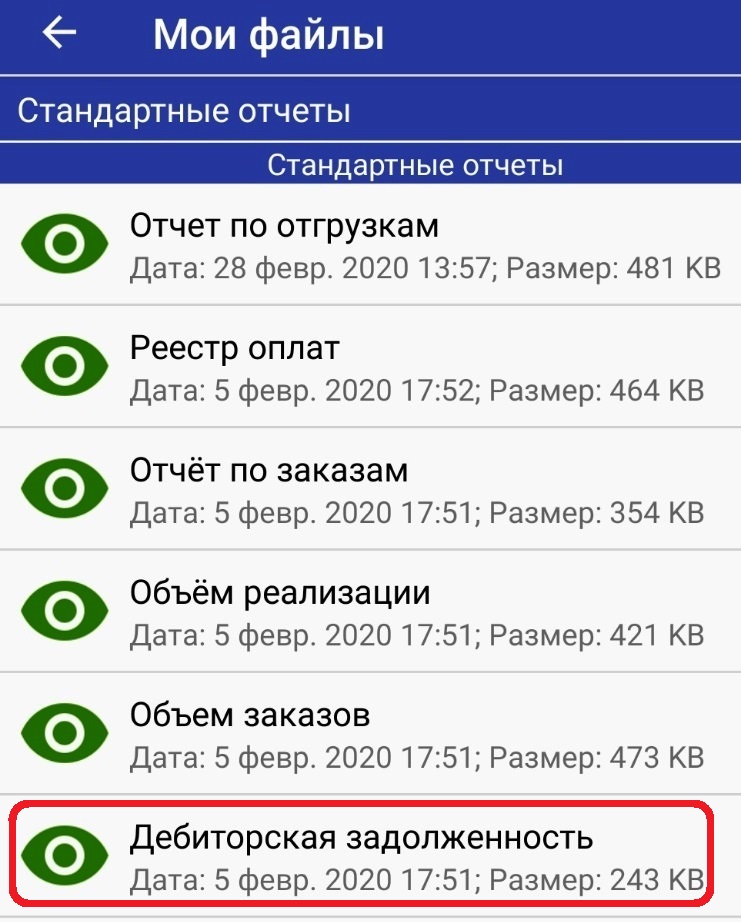 Мои файлы
Стандартные отчеты
Стандартные отчеты
Отчет по отгрузкам
Дата: 28 февр. 2020 13:57; Размер: 481 KB
Реестр оплат
Дата: 5 февр. 2020 17:52; Размер: 464 KB
Отчёт по заказам
Дата: 5 февр. 2020 17:51; Размер: 354 KB
Объём реализации
Дата: 5 февр. 2020 17:51; Размер: 421 KB
Объем заказов
Дата: 5 февр. 2020 17:51; Размер: 473 KB
Дебиторская задолженность
Дата: 5 февр. 2020 17:51; Размер: 243 KB